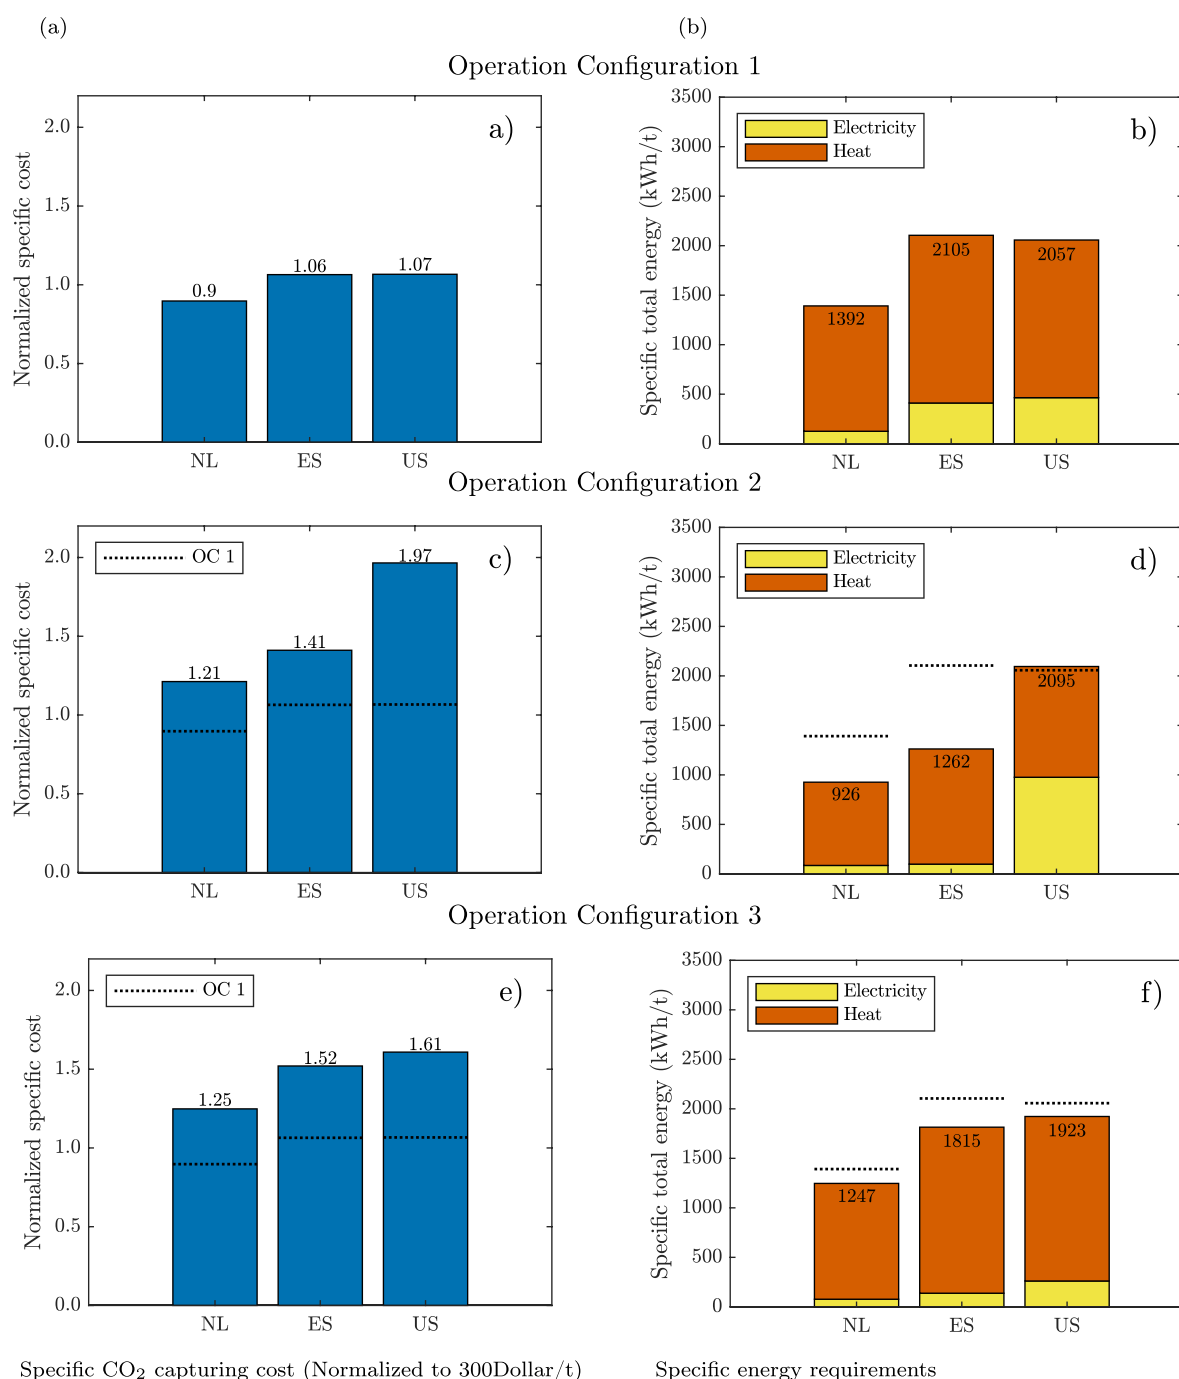 (a)
(b)
Operation Configuration 1
a)
Normalized specific cost
2.0
1.5
1.0
0.5
0.0
0.9
1.06
1.07
NL
ES
US
b)
Electricity
Heat
Specific total energy (kWh/t)
3500
3000
2500
2000
1500
1000
500
0
1392
2105
2057
NL
ES
US
Operation Configuration 2
OC 1
c)
Normalized specific cost
2.0
1.5
1.0
0.5
0.0
1.21
1.41
1.97
NL
ES
US
d)
Electricity
Heat
Specific total energy (kWh/t)
3500
3000
2500
2000
1500
1000
500
0
926
1262
2095
NL
ES
US
Operation Configuration 3
OC 1
e)
Normalized specific cost
2.0
1.5
1.0
0.5
0.0
1.25
1.52
1.61
NL
ES
US
f)
Electricity
Heat
Specific total energy (kWh/t)
3500
3000
2500
2000
1500
1000
500
0
1247
1815
1923
NL
ES
US
Specific CO₂ capturing cost (Normalized to 300Dollar/t)
Specific energy requirements